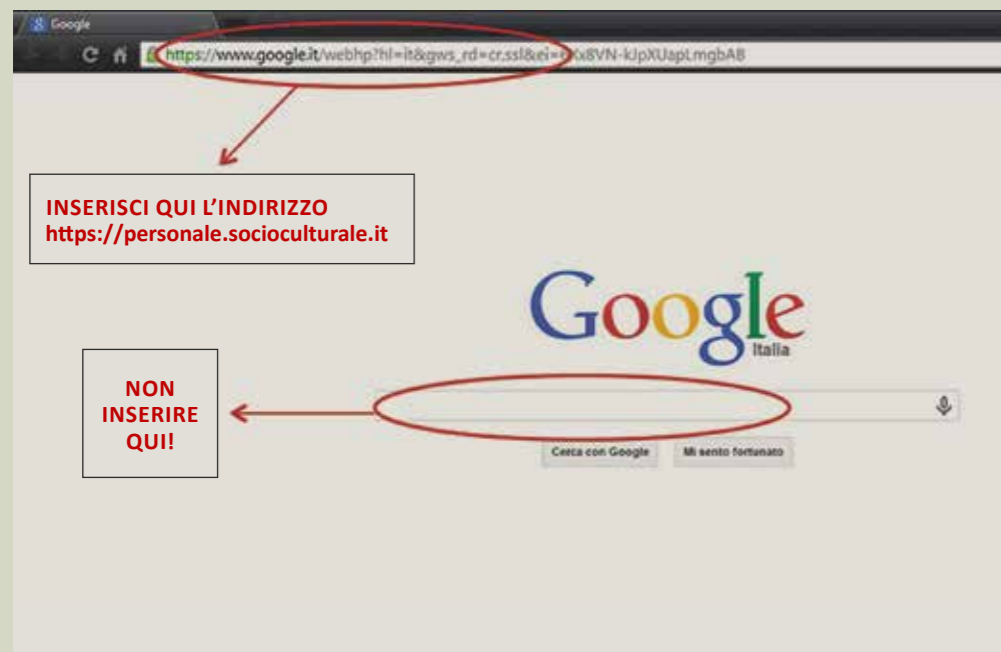 Google
https://www.google.it/webhp?hl=it&gws_rd=cr,ssl&ei=
INSERISCI QUI L’INDIRIZZO
https://personale.socioculturale.it
Google
Italia
NON
INSERIRE
QUI!
Cerca con Google
Mi sento fortunato